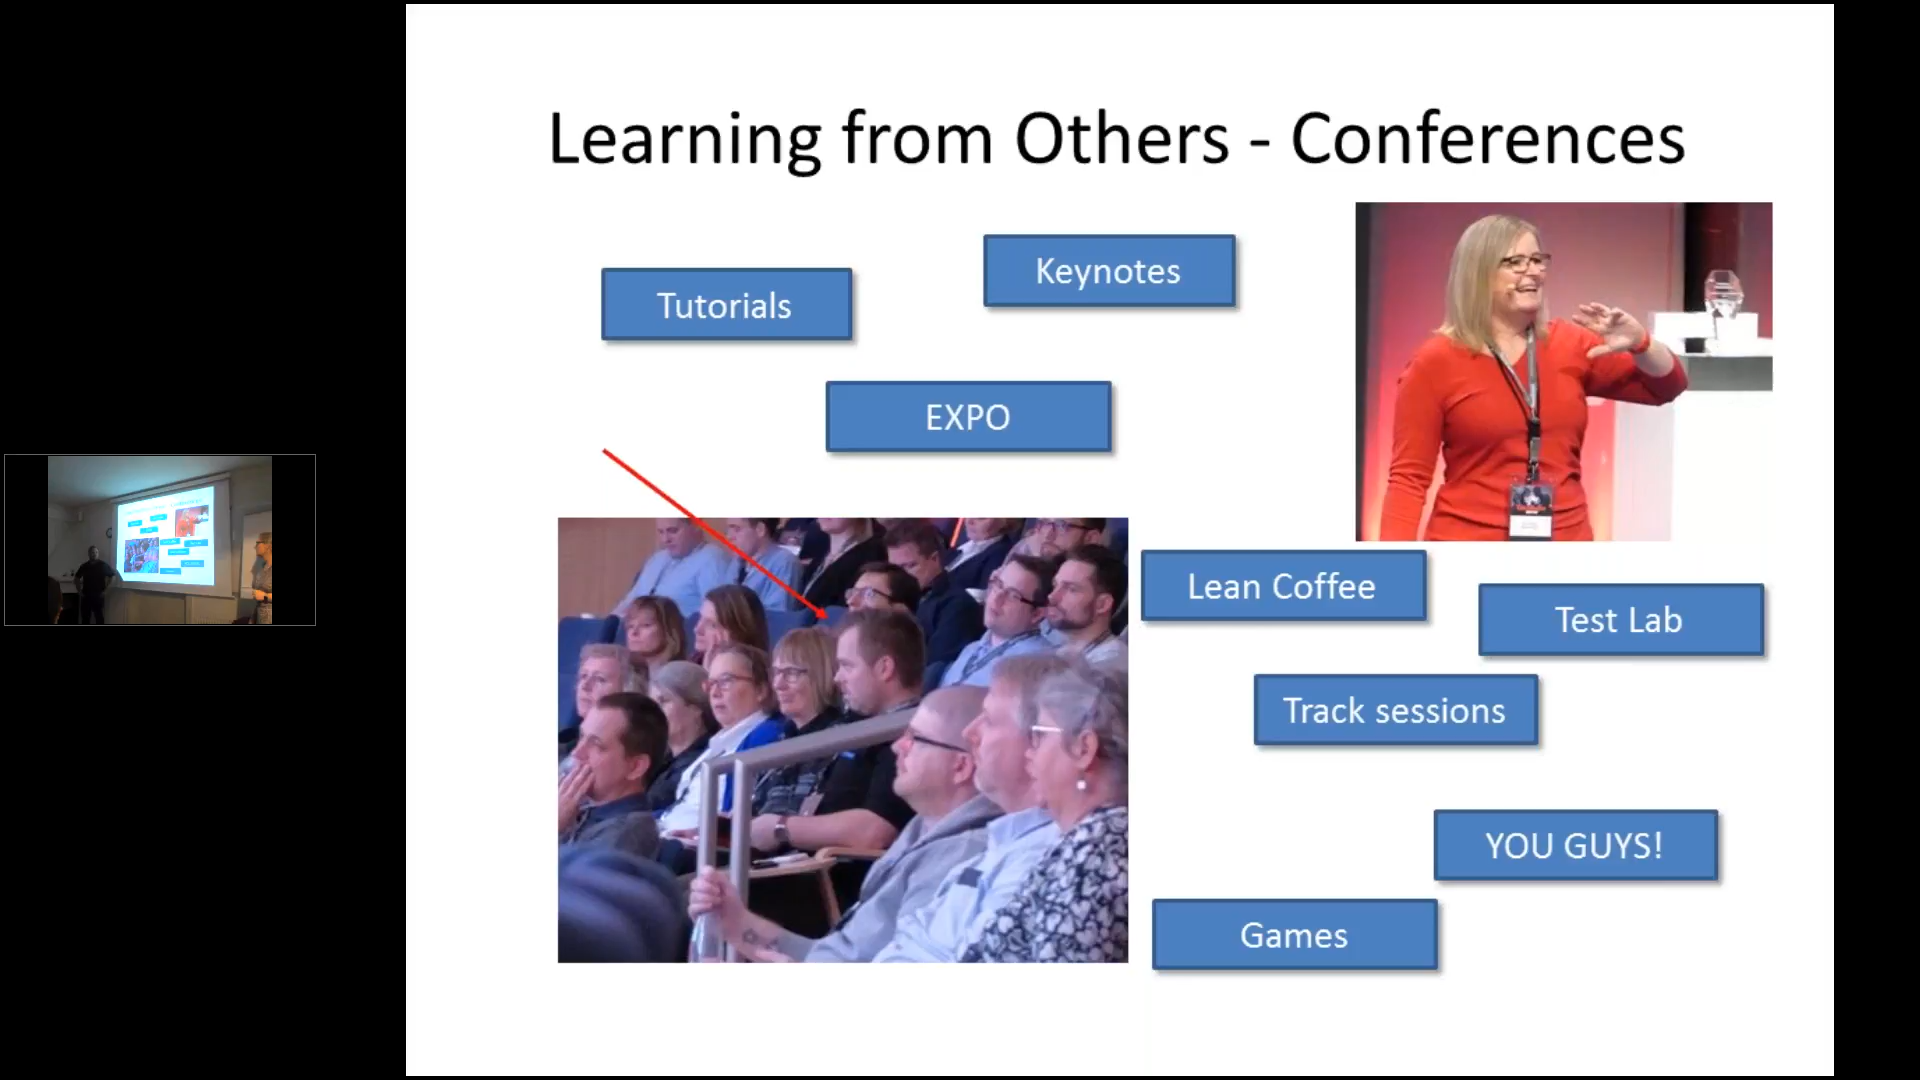 Learning from Others - Conferences
Keynotes
Tutorials
EXPO
Lean Coffee
Test Lab
Track sessions
YOU GUYS!
Games